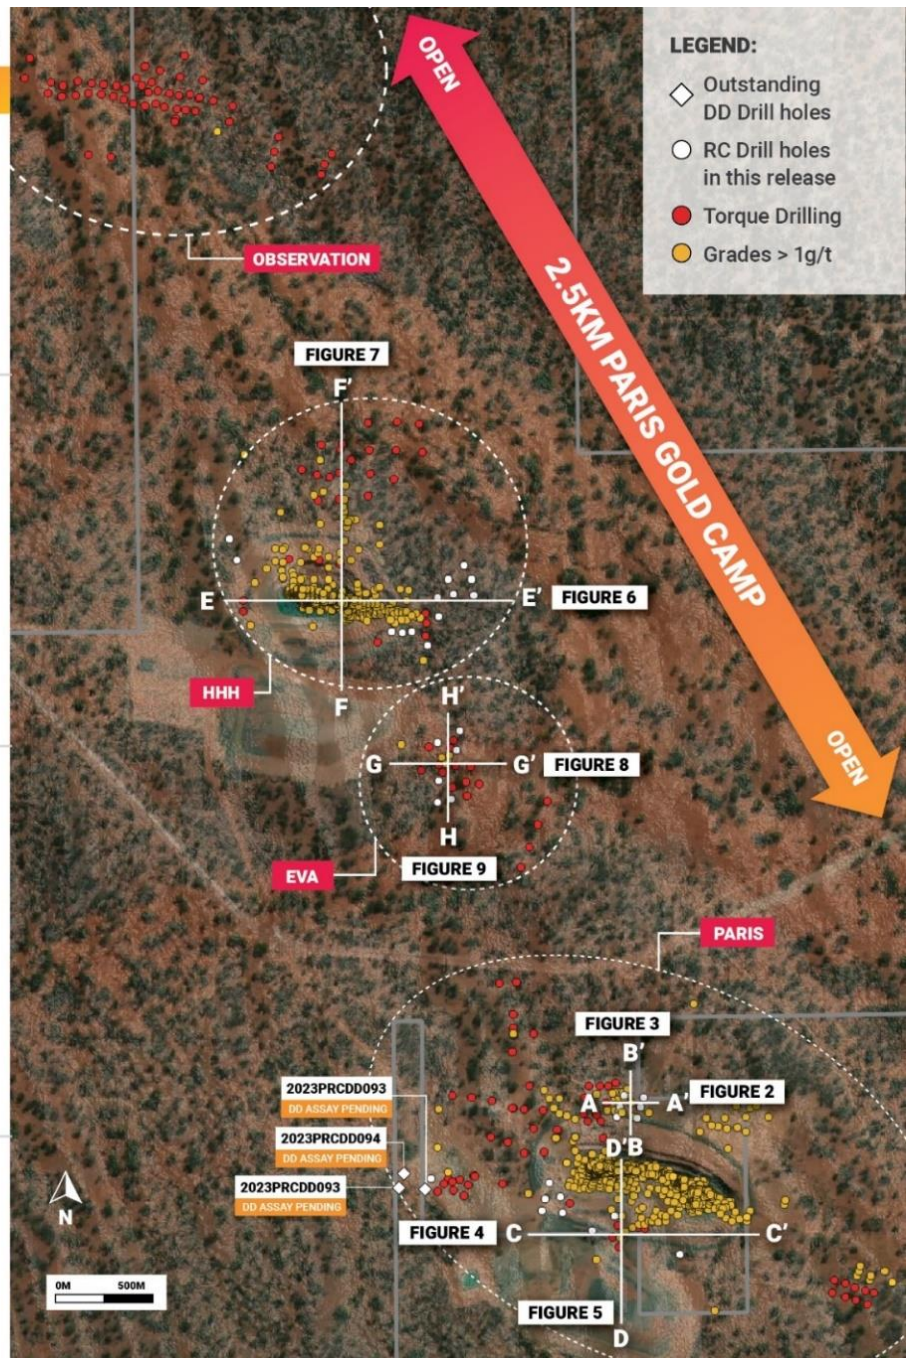 LEGEND:
Outstanding
DD Drill holes
RC Drill holes
in this release
Torque Drilling
Grades > 1g/t
OPEN
2.5KM PARIS GOLD CAMP
OPEN
OBSERVATION
FIGURE 7
F'
E
E'
FIGURE 6
HHH
F
H'
G
G'
FIGURE 8
H
FIGURE 9
EVA
PARIS
FIGURE 3
B'
2023PRCDD093
DD ASSAY PENDING
A
A'
FIGURE 2
2023PRCDD094
DD ASSAY PENDING
D'
B
2023PRCDD093
DD ASSAY PENDING
N
FIGURE 4
C
C'
0M
500M
FIGURE 5
D